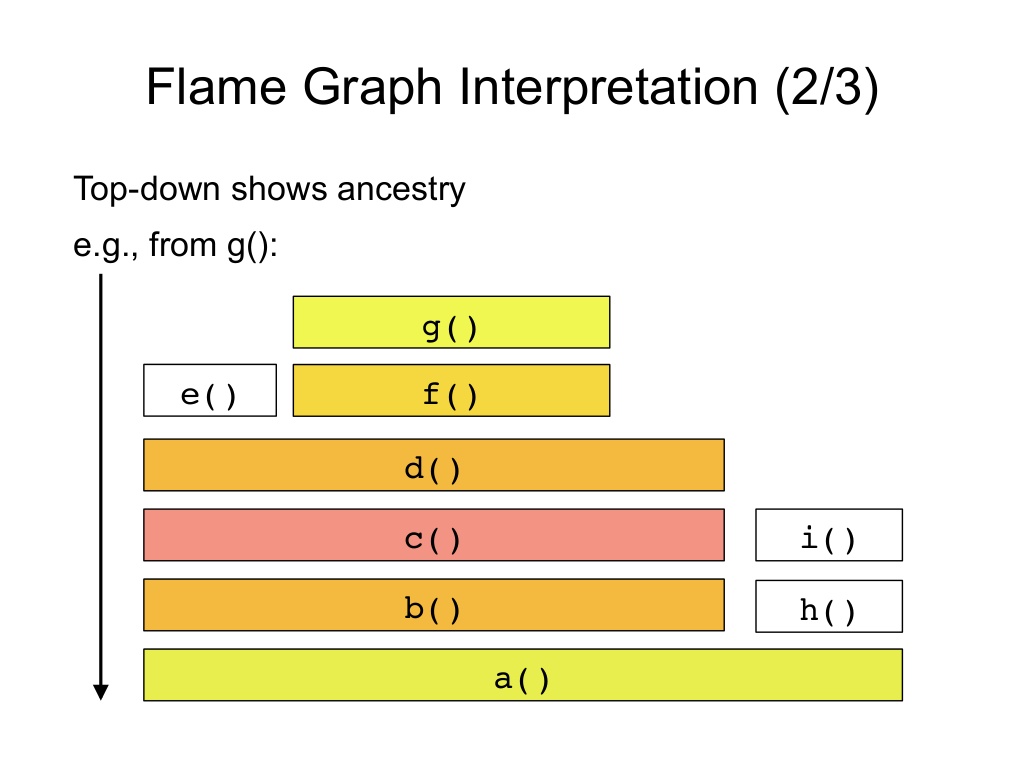 Flame Graph Interpretation (2/3)
Top-down shows ancestry
e.g., from g():
g()
e() f()
d()
c() i()
b() h()
a()